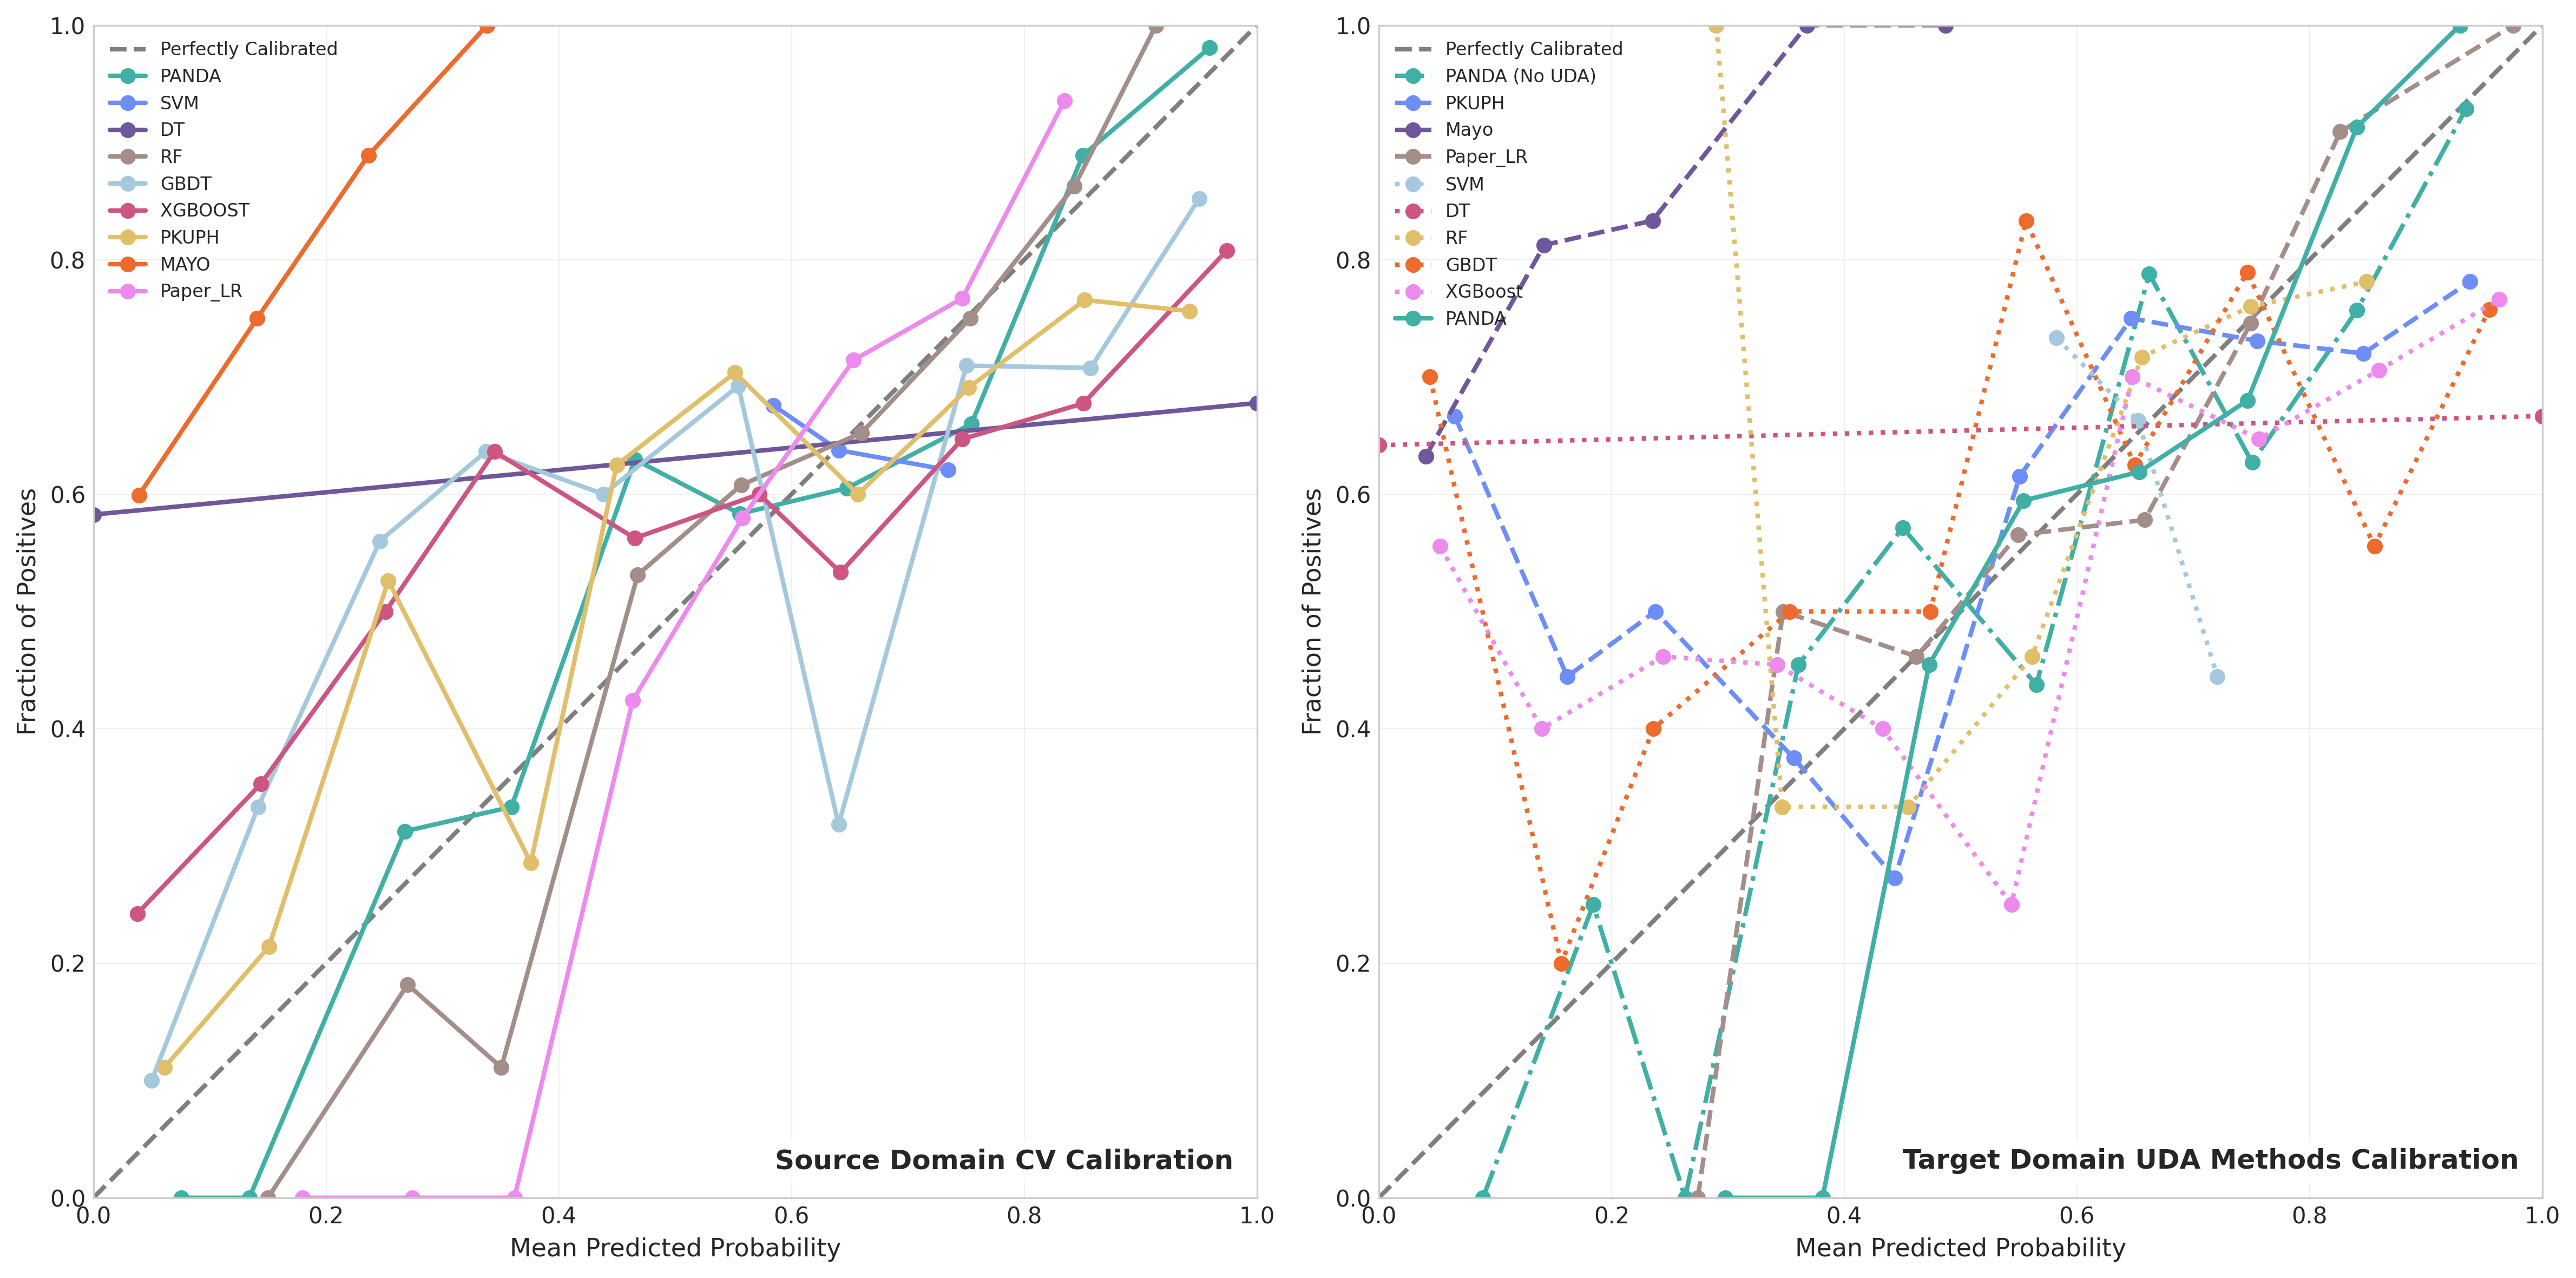 1.0
0.8
0.6
0.4
0.2
0.0
Fraction of Positives
Perfectly Calibrated
PANDA
SVM
DT
RF
GBDT
XGBOOST
PKUPH
MAYO
Paper_LR
Source Domain CV Calibration
0.0 0.2 0.4 0.6 0.8 1.0
Mean Predicted Probability
1.0
0.8
0.6
0.4
0.2
0.0
Fraction of Positives
Perfectly Calibrated
PANDA (No UDA)
PKUPH
Mayo
Paper_LR
SVM
DT
RF
GBDT
XGBoost
PANDA
Target Domain UDA Methods Calibration
0.0 0.2 0.4 0.6 0.8 1.0
Mean Predicted Probability